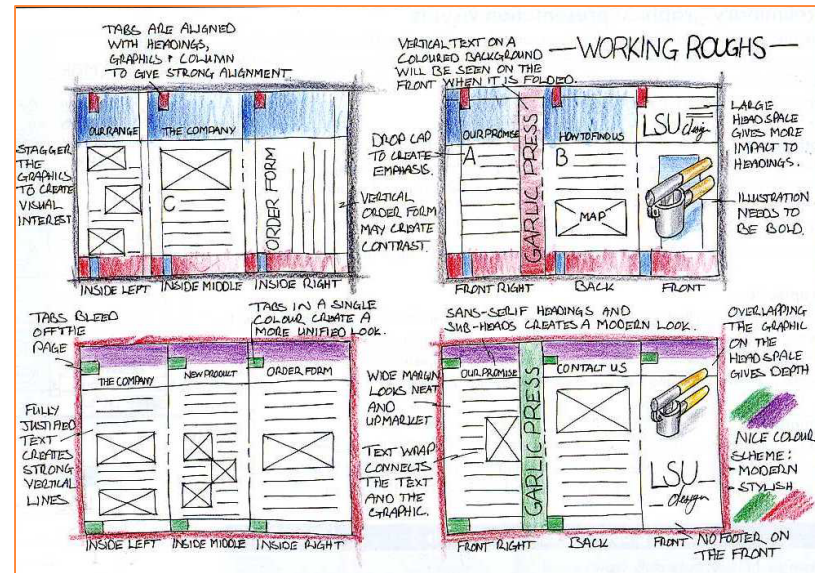 TABS ARE ALIGNED
WITH HEADINGS,
GRAPHICS & COLUMN
TO GIVE STRONG ALIGNMENT.
VERTICAL TEXT ON A
COLOURED BACKGROUND
WILL BE SEEN ON THE
FRONT WHEN IT IS FOLDED.
—WORKING ROUGHS—
STAGGER
THE
GRAPHICS
TO CREATE
VISUAL
INTEREST
OUR RANGE
THE COMPANY
C
ORDER FORM
VERTICAL
ORDER FORM
MAY CREATE
CONTRAST.
INSIDE LEFT
INSIDE MIDDLE
INSIDE RIGHT
DROP CAP
TO CREATE
EMPHASIS.
OUR PROMISE
A
GARLIC PRESS
HOW TO FIND US
B
MAP
LSU design
LARGE
HEADSPACE
GIVES MORE
IMPACT TO
HEADINGS.
ILLUSTRATION
NEEDS TO
BE BOLD.
FRONT RIGHT
BACK
FRONT
TABS BLEED
OFF THE
PAGE
TABS IN A SINGLE
COLOUR CREATE A
MORE UNIFIED LOOK.
THE COMPANY
NEW PRODUCT
ORDER FORM
FULLY
JUSTIFIED
TEXT
CREATES
STRONG
VERTICAL
LINES
INSIDE LEFT
INSIDE MIDDLE
INSIDE RIGHT
SANS-SERIF HEADINGS AND
SUB-HEADS CREATES A MODERN LOOK.
WIDE MARGIN
LOOKS NEAT
AND
UPMARKET
TEXT WRAP
CONNECTS
THE TEXT
AND THE
GRAPHIC.
OUR PROMISE
GARLIC PRESS
CONTACT US
LSU
design
OVERLAPPING
THE GRAPHIC
ON THE
HEADSPACE
GIVES DEPTH
NICE COLOUR
SCHEME:
- MODERN
- STYLISH
FRONT RIGHT
BACK
FRONT
NO FOOTER ON
THE FRONT